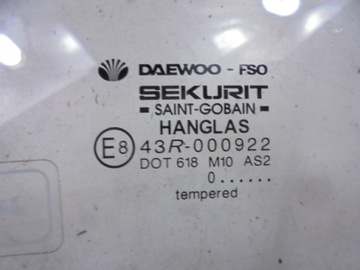 DAEWOO - FSO
SEKURIT
SAINT-GOBAIN
HANGLAS
E8 43R-000922
DOT 618 M10 AS2
0......
tempered